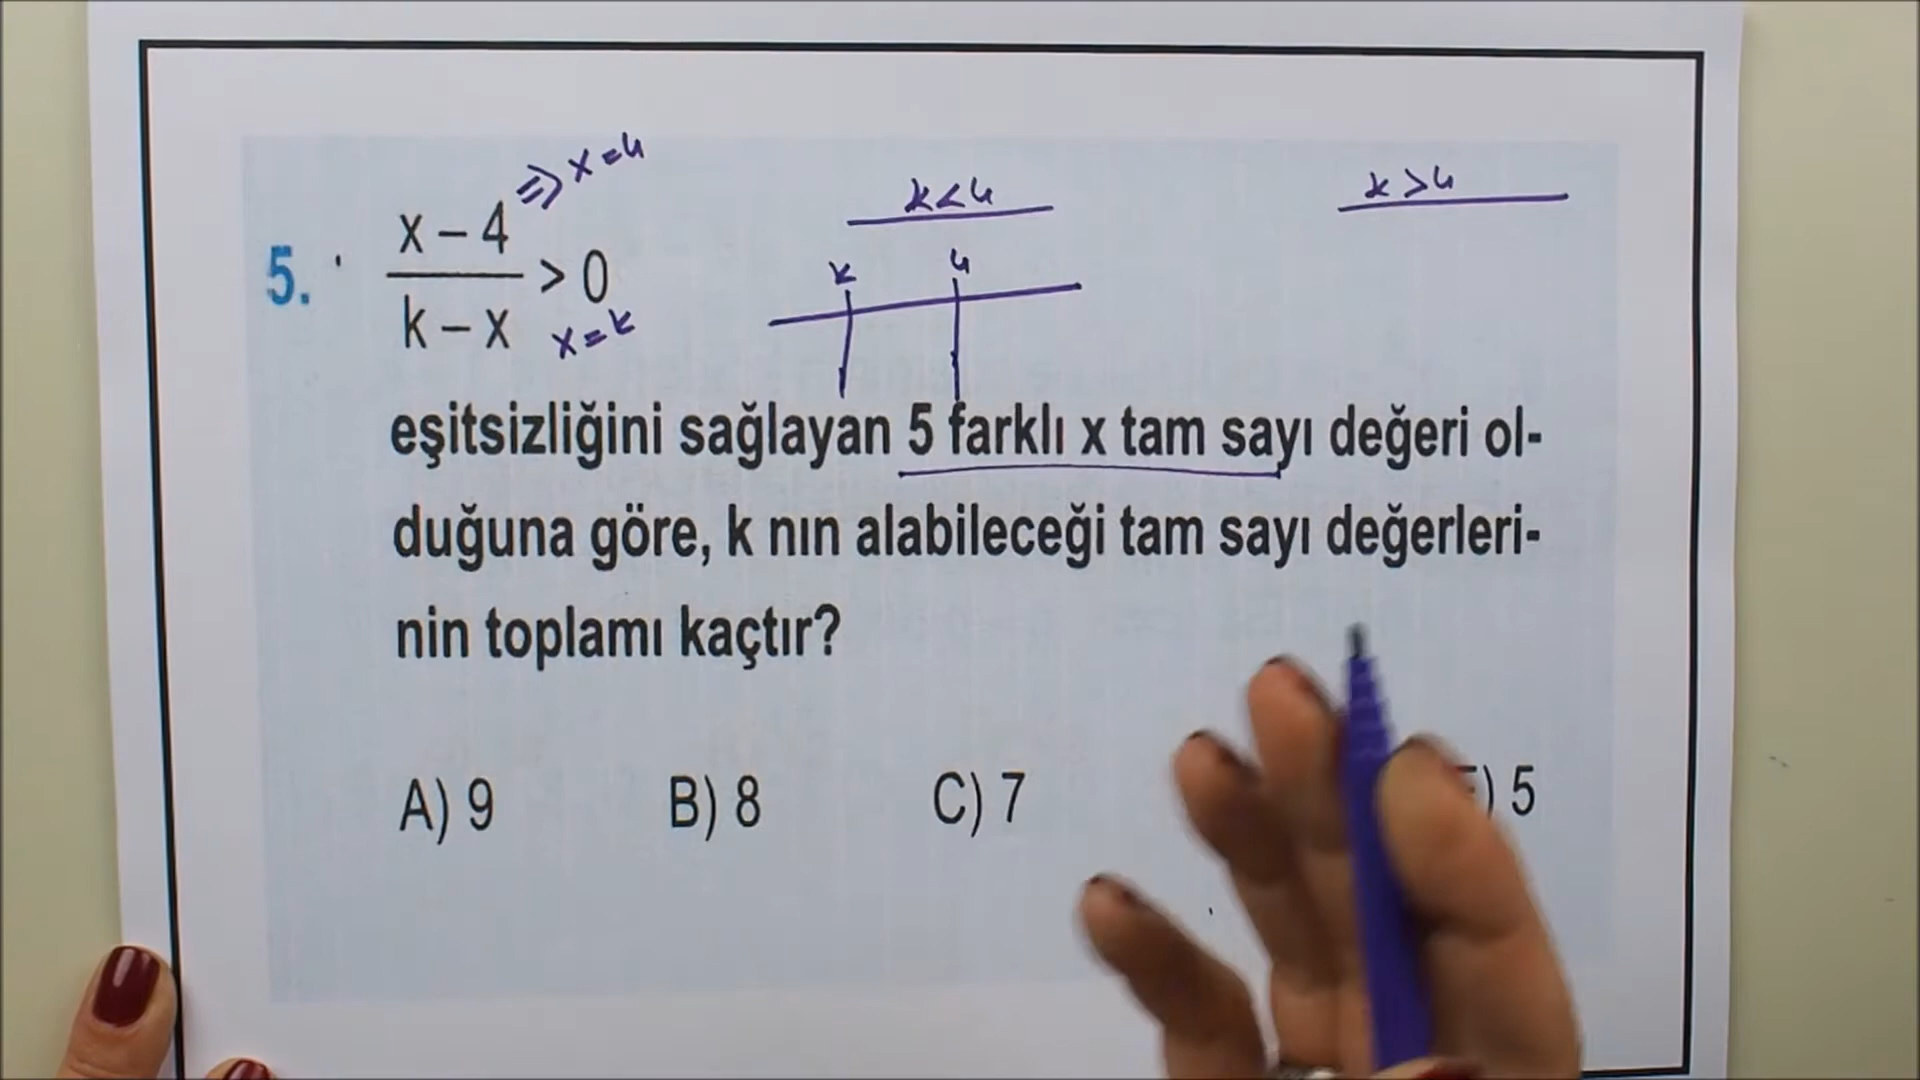 5. x – 4 / k – x > 0
⇒ x = 4
x = k
k < 4
k 4
k > 4
eşitsizliğini sağlayan 5 farklı x tam sayı değeri ol-
duğuna göre, k nın alabileceği tam sayı değerleri-
nin toplamı kaçtır?
A) 9 B) 8 C) 7 ) 5